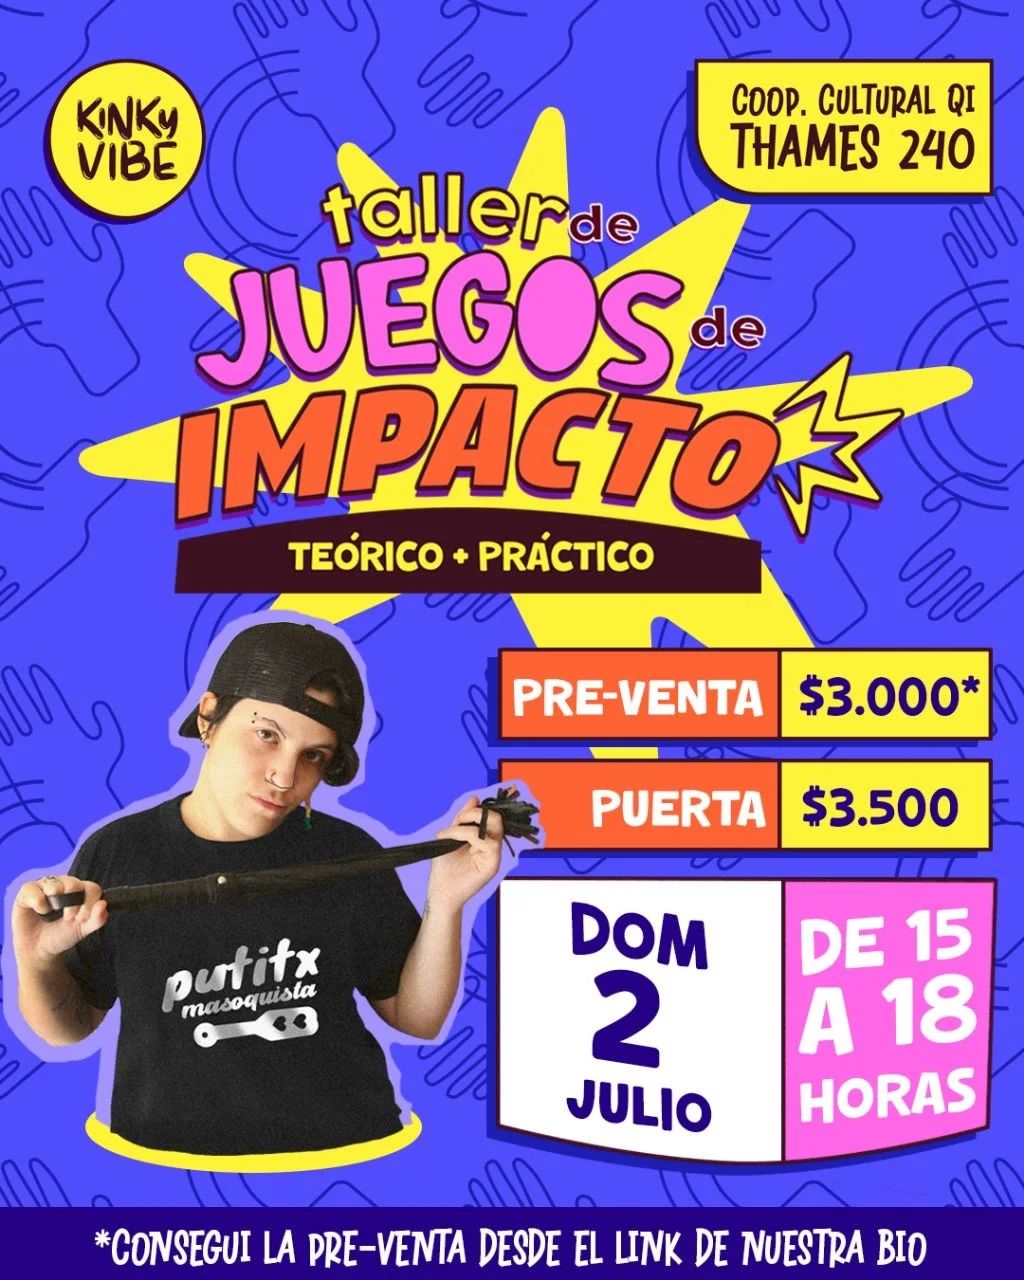 KINKY
VIBE
COOP. CULTURAL QI
THAMES 240
taller de
JUEGOS de
IMPACTO
TEÓRICO + PRÁCTICO
PRE-VENTA $3.000*
PUERTA $3.500
putitx
masoquista
DOM
2
JULIO
DE 15
A 18
HORAS
*CONSEGUI LA PRE-VENTA DESDE EL LINK DE NUESTRA BIO